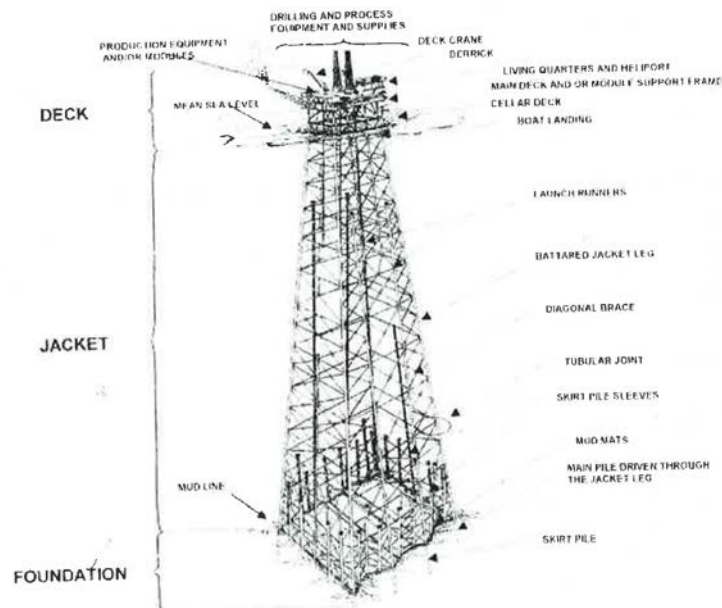 DRILLING AND PROCESS
EQUIPMENT AND SUPPLIES
DECK CRANE
DERRICK
PRODUCTION EQUIPMENT
AND/OR MODULES
LIVING QUARTERS AND HELIPORT
MAIN DECK AND OR MODULE SUPPORT FRAME
CELLAR DECK
BOAT LANDING
DECK
MEAN SEA LEVEL
LAUNCH RUNNERS
BATTARED JACKET LEG
DIAGONAL BRACE
JACKET
TUBULAR JOINT
SKIRT PILE SLEEVES
MUD MATS
MAIN PILE DRIVEN THROUGH
THE JACKET LEG
MUD LINE
SKIRT PILE
FOUNDATION